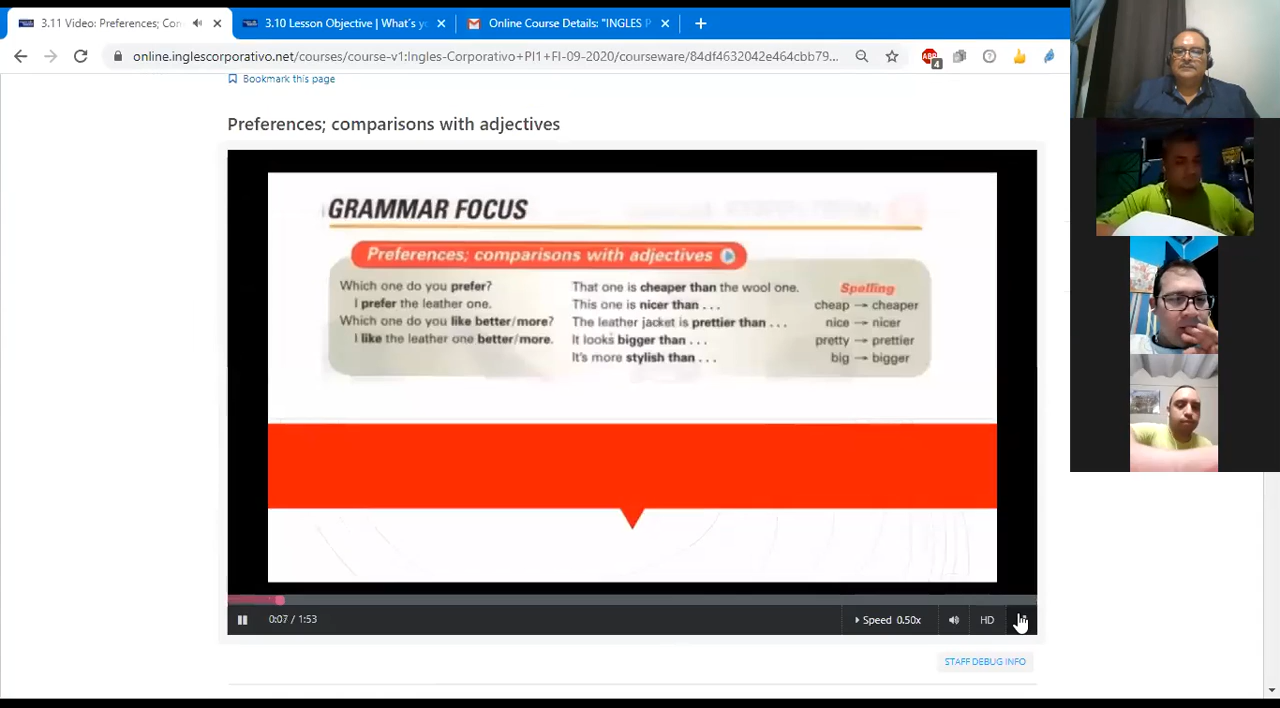 3.11 Video: Preferences; Con
3.10 Lesson Objective | What´s yo
Online Course Details: "INGLES P
online.inglescorporativo.net/courses/course-v1:Ingles-Corporativo+PI1+FI-09-2020/courseware/84df4632042e464cbb79...
4
Bookmark this page
Preferences; comparisons with adjectives
GRAMMAR FOCUS
Preferences; comparisons with adjectives
Which one do you prefer?
I prefer the leather one.
Which one do you like better/more?
I like the leather one better/more.
That one is cheaper than the wool one.
This one is nicer than . . .
The leather jacket is prettier than . . .
It looks bigger than . . .
It's more stylish than . . .
Spelling
cheap → cheaper
nice → nicer
pretty → prettier
big → bigger
0:07 / 1:53
Speed 0.50x
HD
STAFF DEBUG INFO